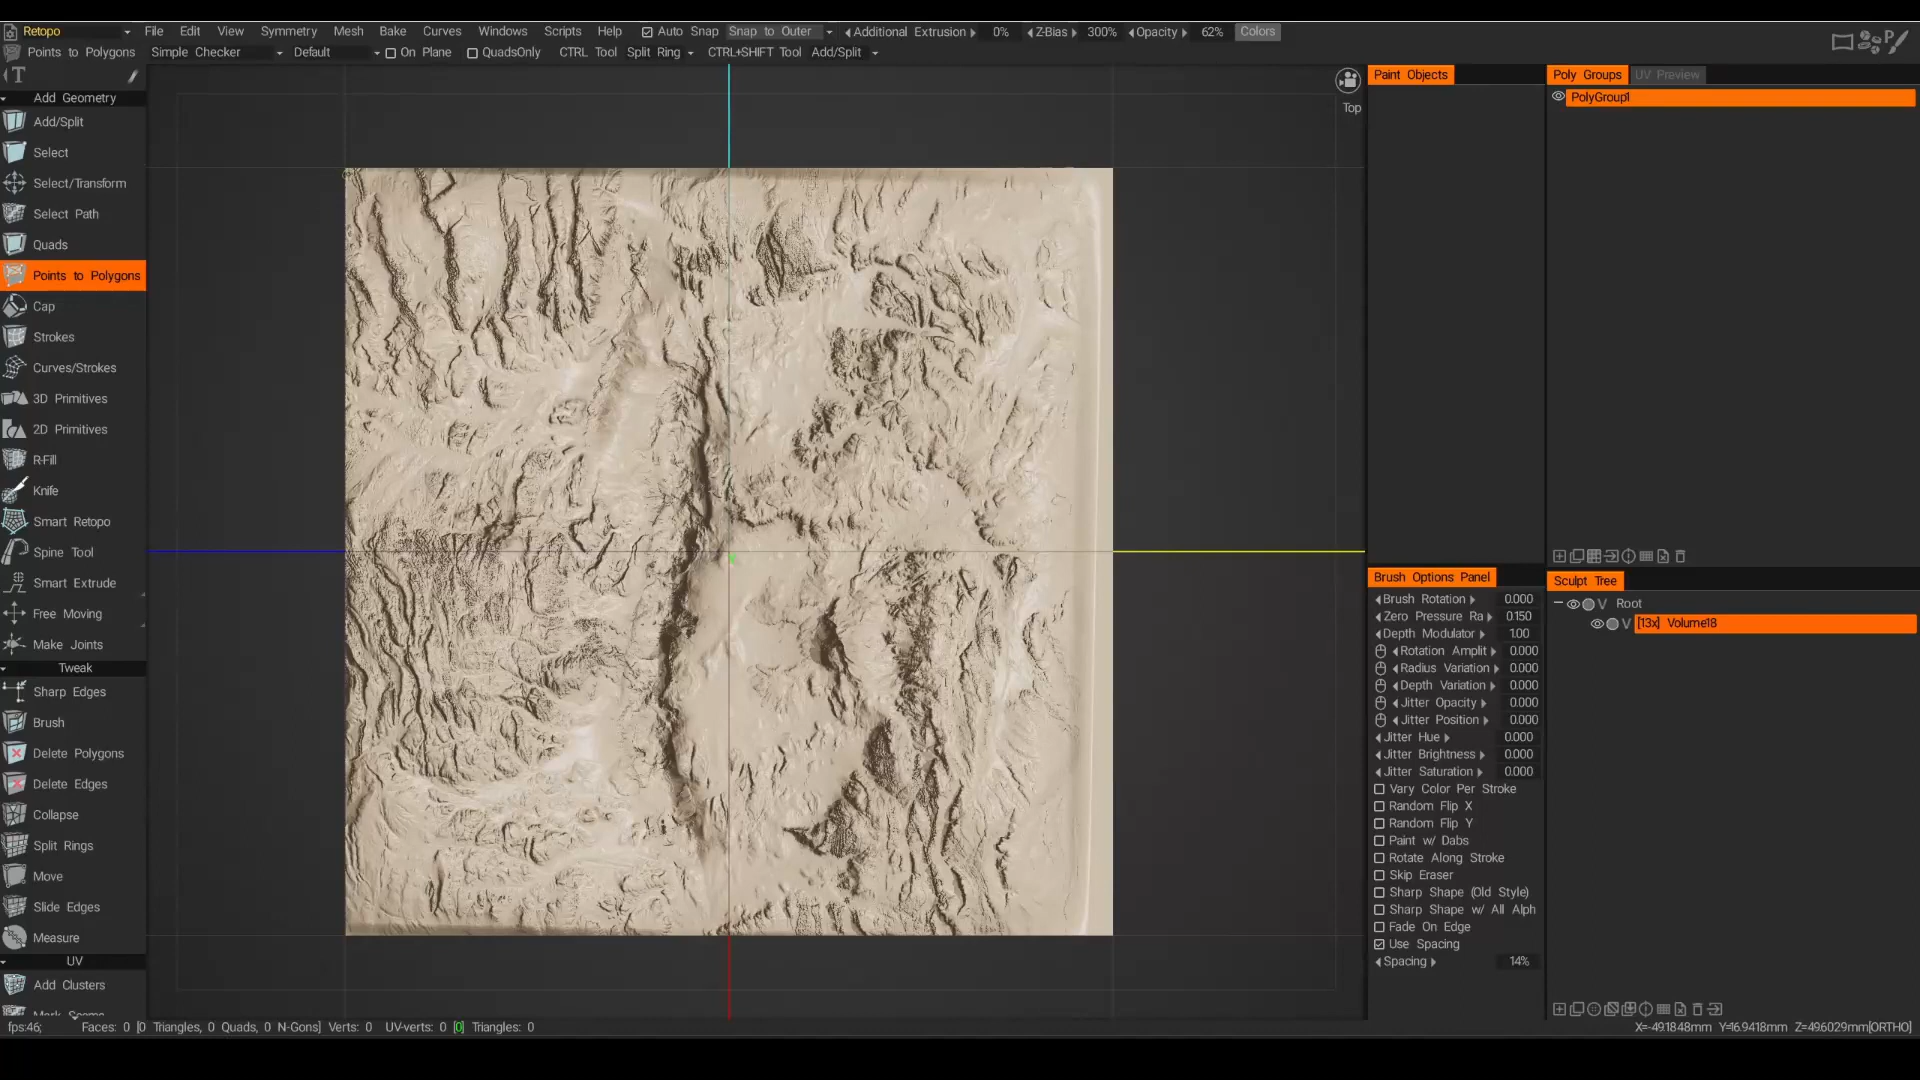 Retopo File Edit View Symmetry Mesh Bake Curves Windows Scripts Help Auto Snap Snap to Outer Additional Extrusion 0% Z-Bias 300% Opacity 62% Colors
Points to Polygons Simple Checker Default On Plane QuadsOnly CTRL Tool Split Ring CTRL+SHIFT Tool Add/Split
T
Add Geometry
Add/Split
Select
Select/Transform
Select Path
Quads
Points to Polygons
Cap
Strokes
Curves/Strokes
3D Primitives
2D Primitives
R-Fill
Knife
Smart Retopo
Spine Tool
Smart Extrude
Free Moving
Make Joints
Tweak
Sharp Edges
Brush
Delete Polygons
Delete Edges
Collapse
Split Rings
Move
Slide Edges
Measure
UV
Add Clusters
Top
Paint Objects
Poly Groups UV Preview
PolyGroup1
Brush Options Panel
Brush Rotation 0.000
Zero Pressure Ra 0.150
Depth Modulator 1.00
Rotation Amplit 0.000
Radius Variation 0.000
Depth Variation 0.000
Jitter Opacity 0.000
Jitter Position 0.000
Jitter Hue 0.000
Jitter Brightness 0.000
Jitter Saturation 0.000
Vary Color Per Stroke
Random Flip X
Random Flip Y
Paint w/ Dabs
Rotate Along Stroke
Skip Eraser
Sharp Shape (Old Style)
Sharp Shape w/ All Alph
Fade On Edge
Use Spacing
Spacing 14%
Sculpt Tree
V Root
V [13x] Volume18
fps:46; Faces: 0 [0 Triangles, 0 Quads, 0 N-Gons] Verts: 0 UV-verts: 0 [0] Triangles: 0
X=-49.1848mm Y=16.9418mm Z=49.6029mm[ORTHO]